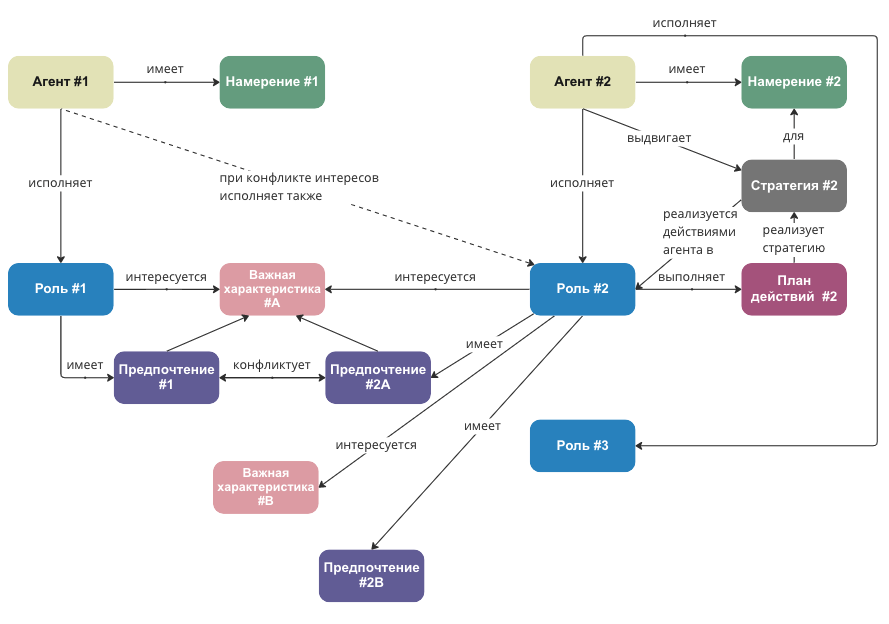 исполняет
Агент #1
имеет
Намерение #1
Агент #2
имеет
Намерение #2
выдвигает
для
при конфликте интересов
исполняет также
исполняет
исполняет
Стратегия #2
реализуется
действиями
агента в
реализует
стратегию
Роль #1
интересуется
Важная
характеристика
#A
интересуется
Роль #2
выполняет
План
действий #2
имеет
Предпочтение
#1
конфликтует
Предпочтение
#2A
имеет
интересуется
имеет
Роль #3
Важная
характеристика
#B
Предпочтение
#2B